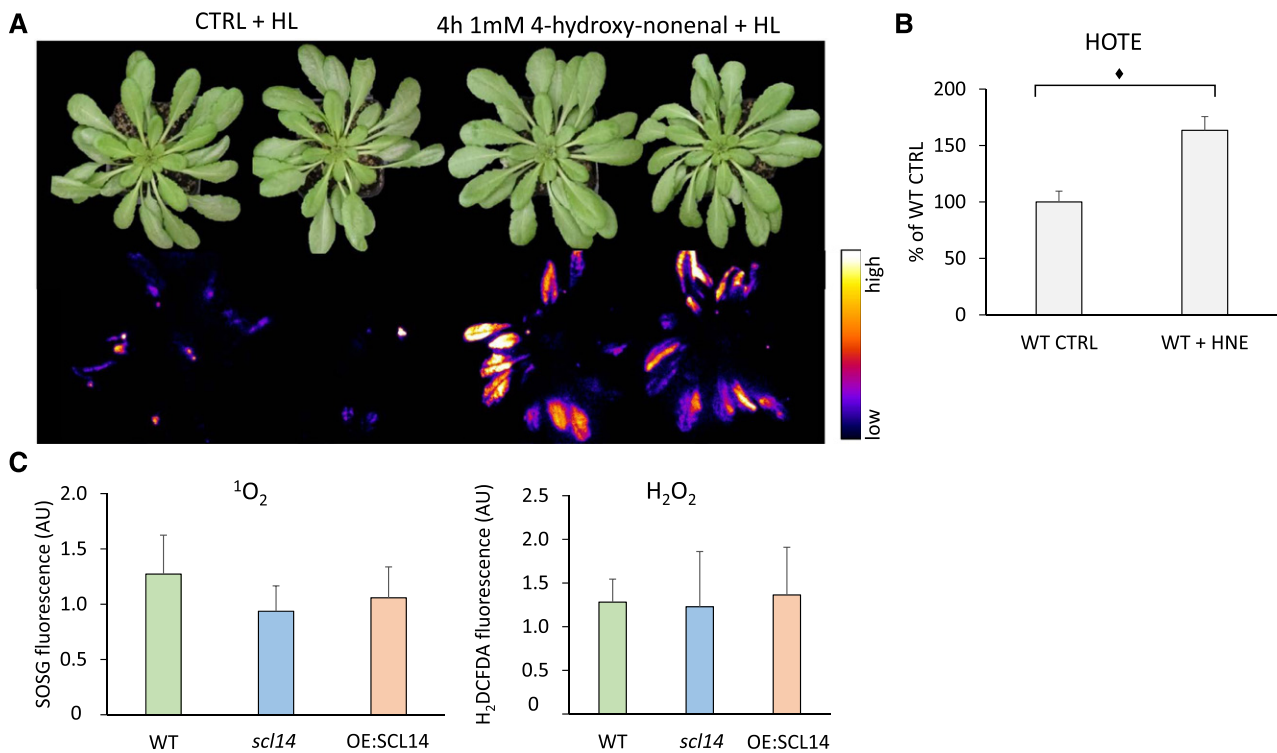 A
CTRL + HL
4h 1mM 4-hydroxy-nonenal + HL
high
low
B
HOTE
% of WT CTRL
200
150
100
50
0
WT CTRL
WT + HNE
C
¹O₂
SOSG fluorescence (AU)
2.0
1.5
1.0
0.5
0
WT
scl14
OE:SCL14
H₂O₂
H₂DCFDA fluorescence (AU)
2.5
2.0
1.5
1.0
0.5
0
WT
scl14
OE:SCL14